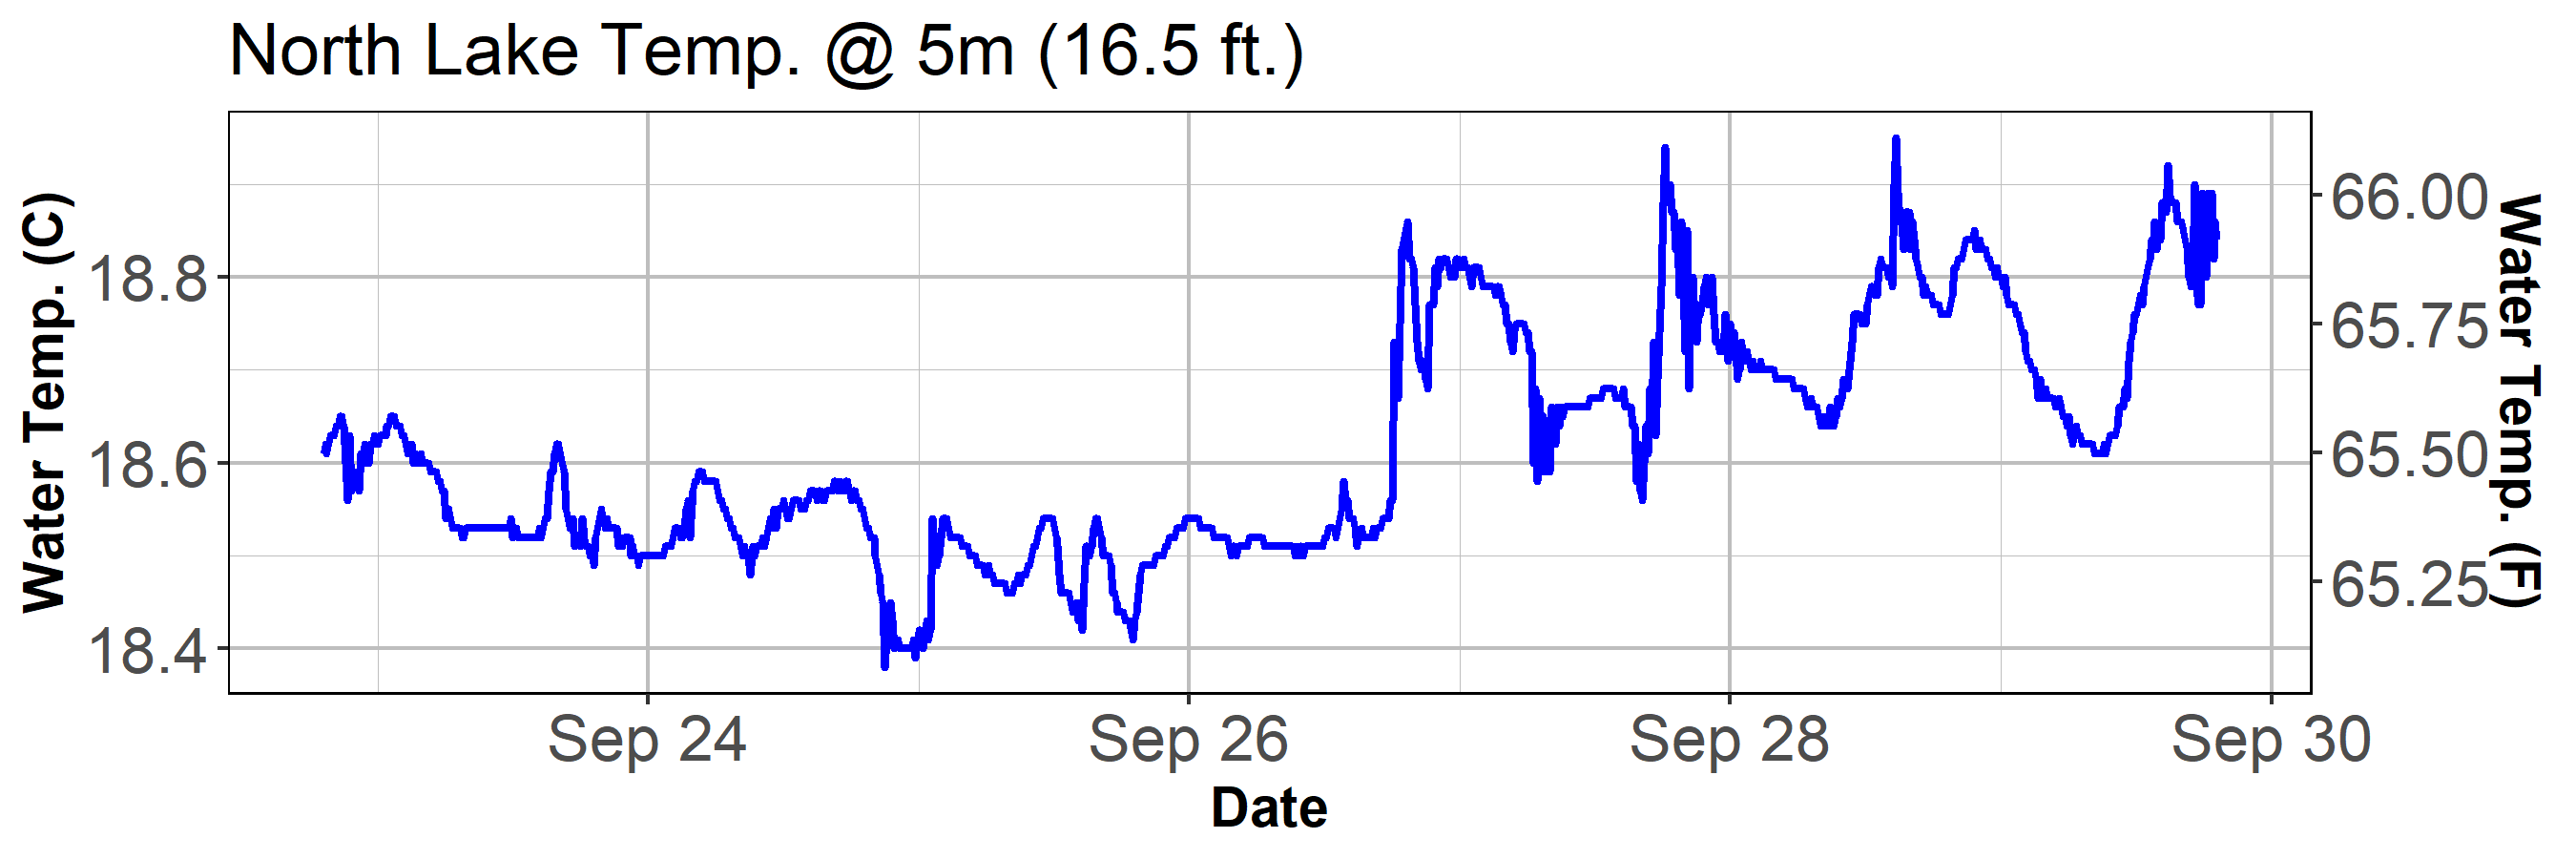 North Lake Temp. @ 5m (16.5 ft.)
Water Temp. (C)
18.8
18.6
18.4
66.00
65.75
65.50
65.25
Water Temp. (F)
Sep 24
Sep 26
Sep 28
Sep 30
Date